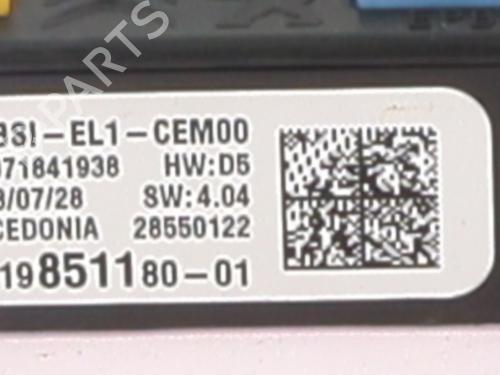 BSI-EL1-CEM00
071841938 HW:D5
8/07/28 SW:4.04
CEDONIA 28550122
19851180-01